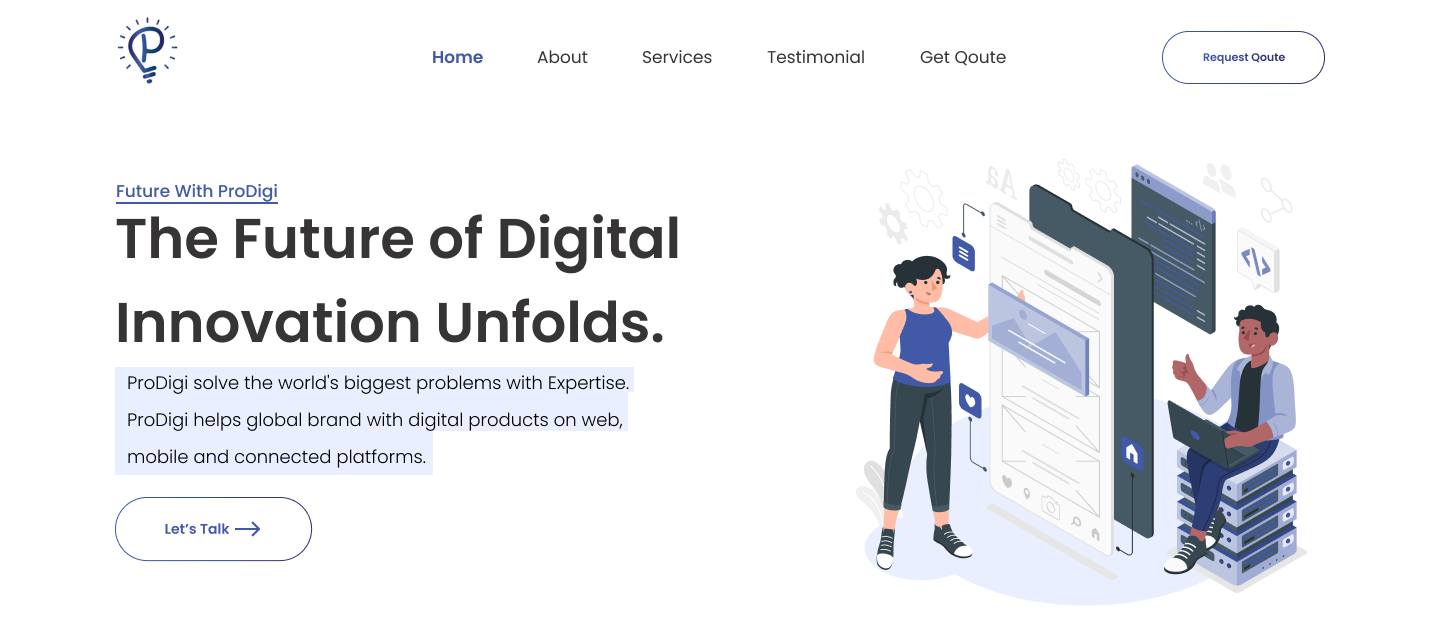 Home About Services Testimonial Get Qoute Request Qoute
Future With ProDigi
The Future of Digital
Innovation Unfolds.
ProDigi solve the world's biggest problems with Expertise.
ProDigi helps global brand with digital products on web,
mobile and connected platforms.
Let’s Talk
Aa